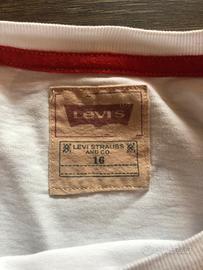 LEVI'S
LEVI STRAUSS
AND CO.
16